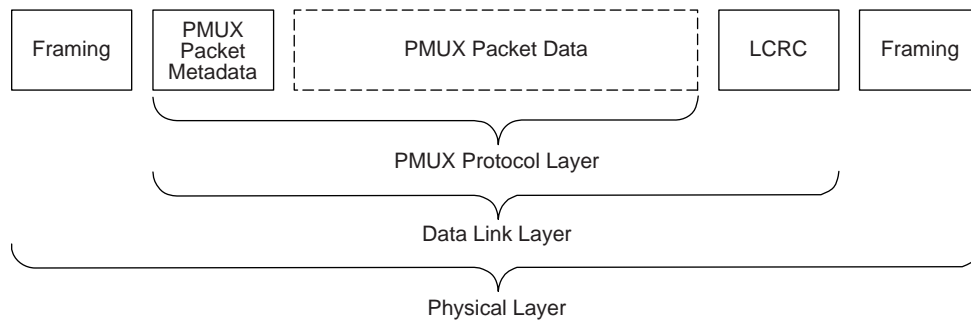 Framing
PMUX
Packet
Metadata
PMUX Packet Data
LCRC
Framing
PMUX Protocol Layer
Data Link Layer
Physical Layer